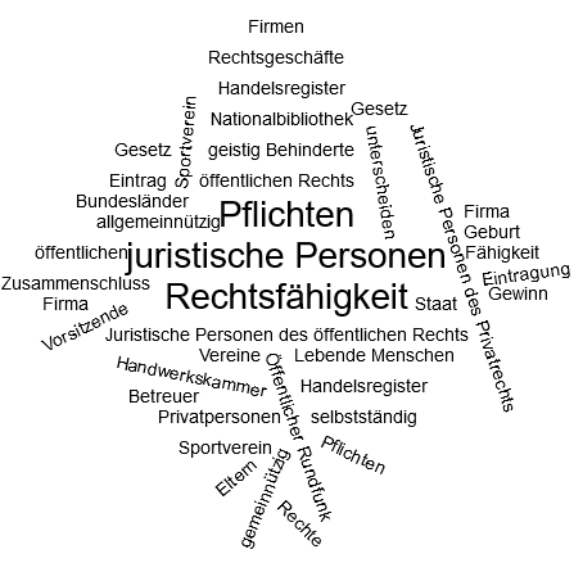 Firmen
Rechtsgeschäfte
Handelsregister
Sportverein
Nationalbibliothek
Gesetz
unterscheiden
Juristische Personen des Privatrechts
Gesetz
geistig Behinderte
Eintrag
öffentlichen Rechts
Bundesländer
allgemeinnützig
Pflichten
Firma
Geburt
öffentlichen
juristische Personen
Fähigkeit
Eintragung
Zusammenschluss
Rechtsfähigkeit
Gewinn
Firma
Staat
Vorsitzende
Juristische Personen des öffentlichen Rechts
Vereine
Lebende Menschen
Handwerkskammer
Öffentlicher Rundfunk
Handelsregister
Betreuer
Privatpersonen
selbstständig
Sportverein
Pflichten
Eltern
gemeinnützig
Rechte